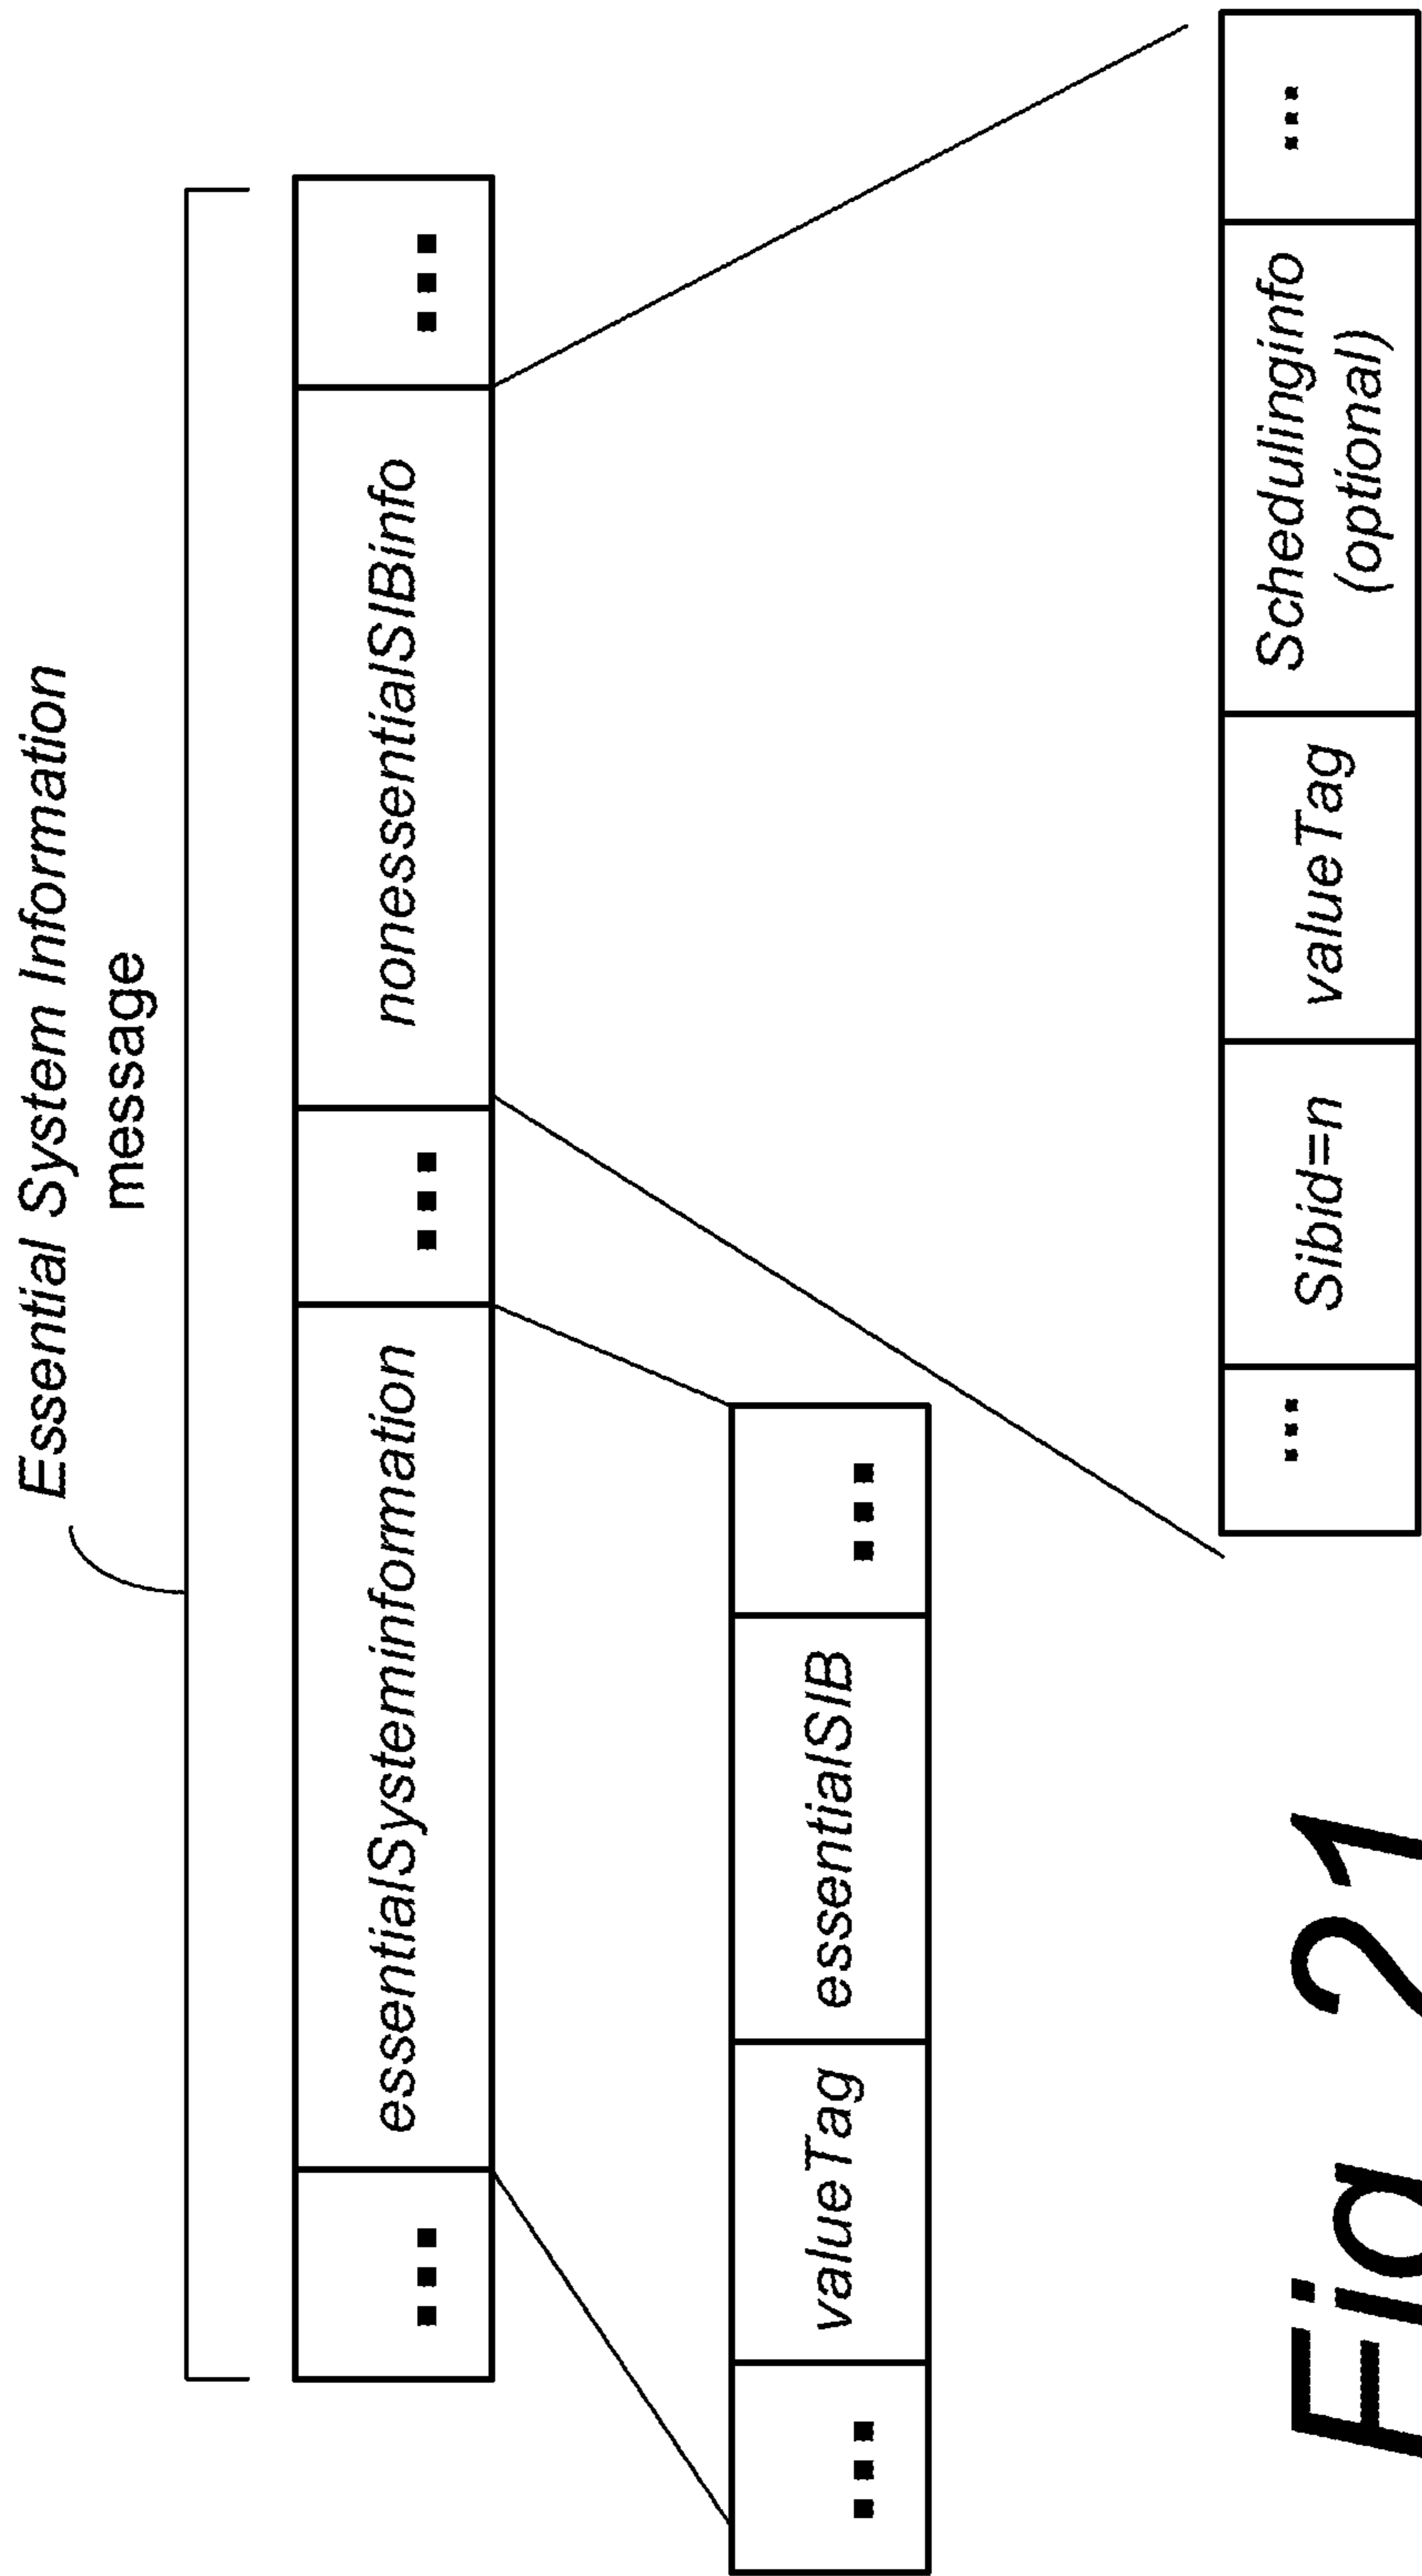 Essential System Information
message
... essentialSysteminformation ... nonessentialSIBinfo ...
... valueTag essentialSIB ...
... Sibid=n valueTag Schedulinginfo
(optional) ...
Fig 21